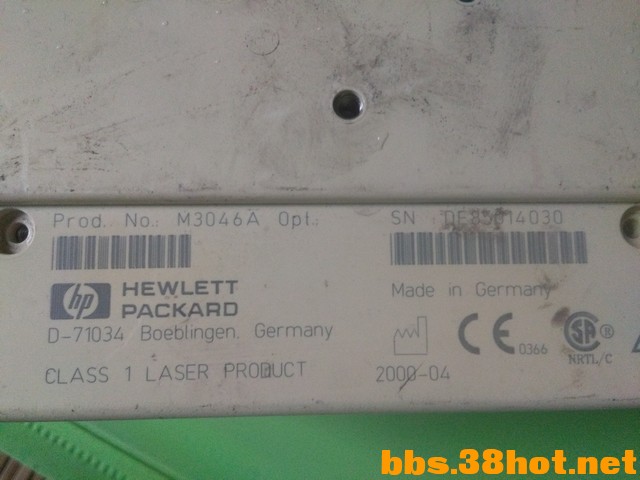 Prod. No.: M3046A Opt.:
SN
hp HEWLETT
PACKARD
D-71034 Boeblingen, Germany
CLASS 1 LASER PRODUCT
Made in Germany
CE 0366
SA ®
NRTL/C
2000-04
bbs.38hot.net